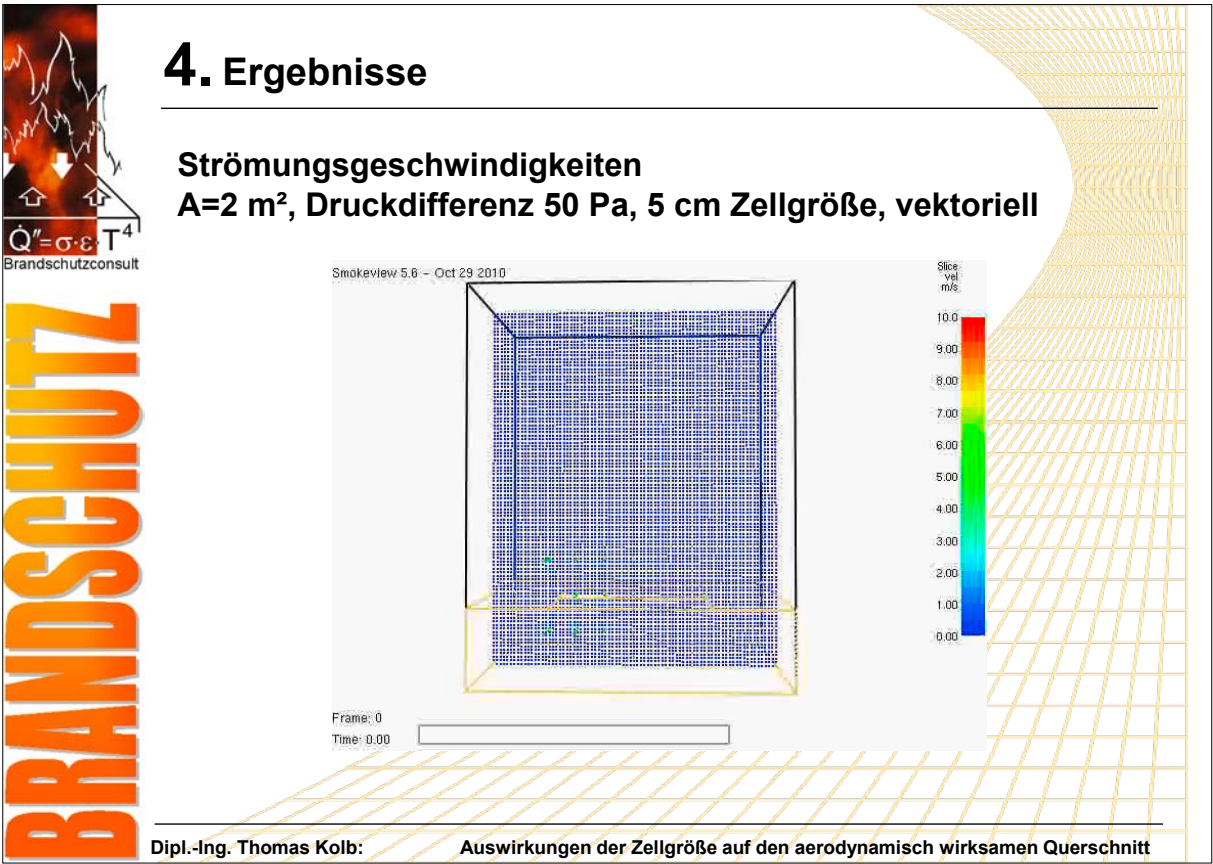 4. Ergebnisse
Strömungsgeschwindigkeiten
A=2 m², Druckdifferenz 50 Pa, 5 cm Zellgröße, vektoriell
Q̇″=σ·ε·T⁴
Brandschutzconsult
BRANDSCHUTZ
Smokeview 5.6 – Oct 29 2010
Slice
vel
m/s
10.0
9.00
8.00
7.00
6.00
5.00
4.00
3.00
2.00
1.00
0.00
Frame: 0
Time: 0.00
Dipl.-Ing. Thomas Kolb: Auswirkungen der Zellgröße auf den aerodynamisch wirksamen Querschnitt